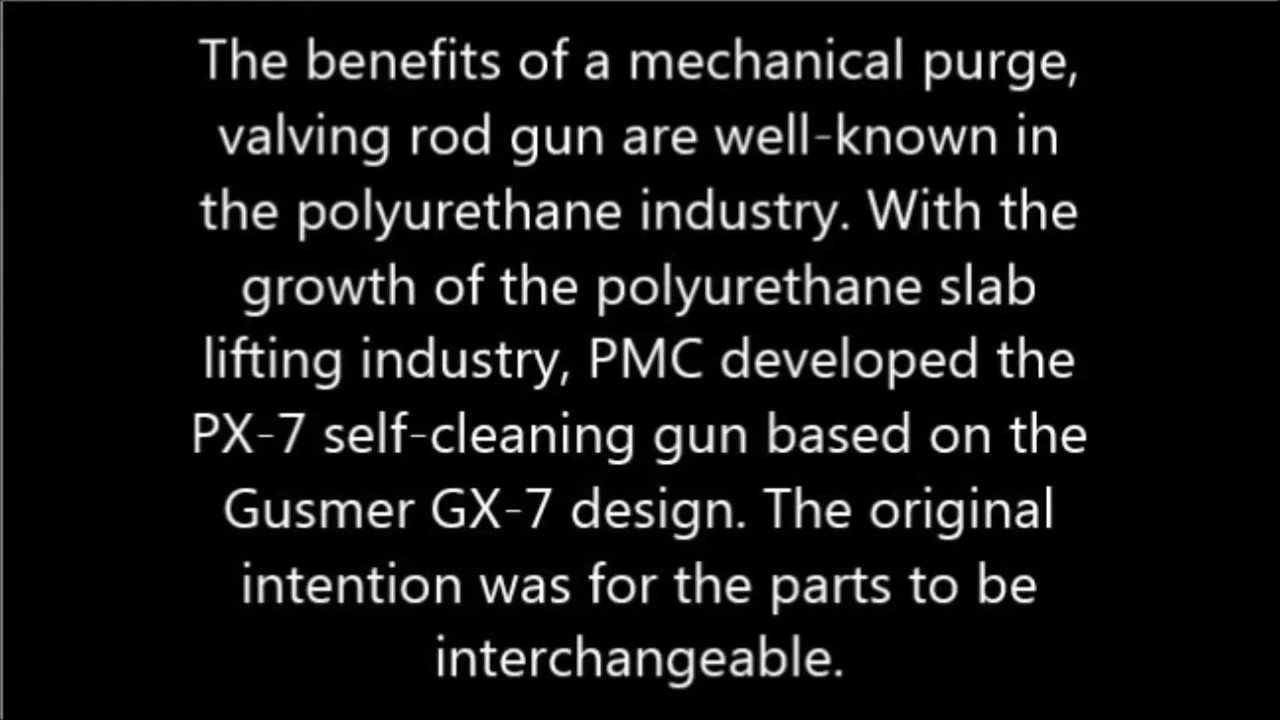 The benefits of a mechanical purge,
valving rod gun are well-known in
the polyurethane industry. With the
growth of the polyurethane slab
lifting industry, PMC developed the
PX-7 self-cleaning gun based on the
Gusmer GX-7 design. The original
intention was for the parts to be
interchangeable.